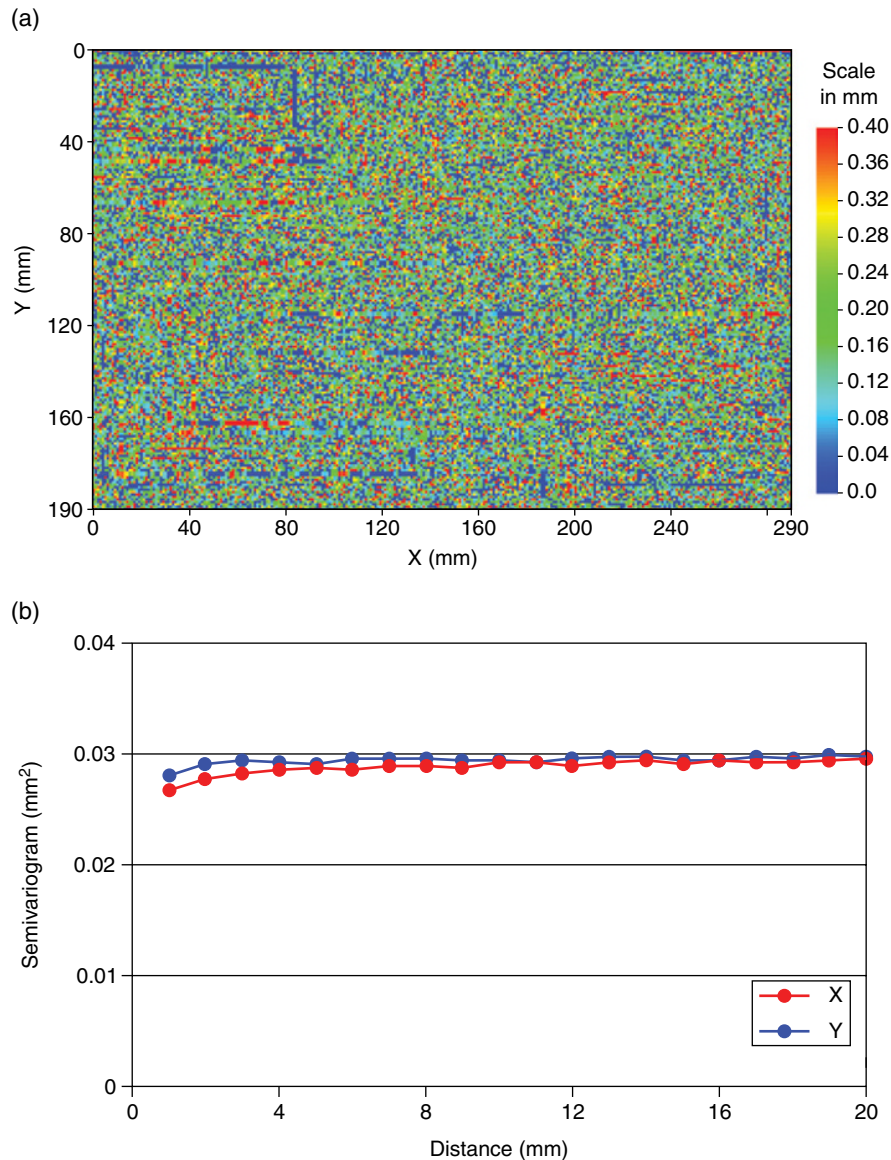 (a)
Scale
in mm
0
40
80
120
160
190
Y (mm)
0 40 80 120 160 200 240 290
X (mm)
0.40
0.36
0.32
0.28
0.24
0.20
0.16
0.12
0.08
0.04
0.0
(b)
0.04
0.03
0.02
0.01
0
Semivariogram (mm²)
X
Y
0 4 8 12 16 20
Distance (mm)